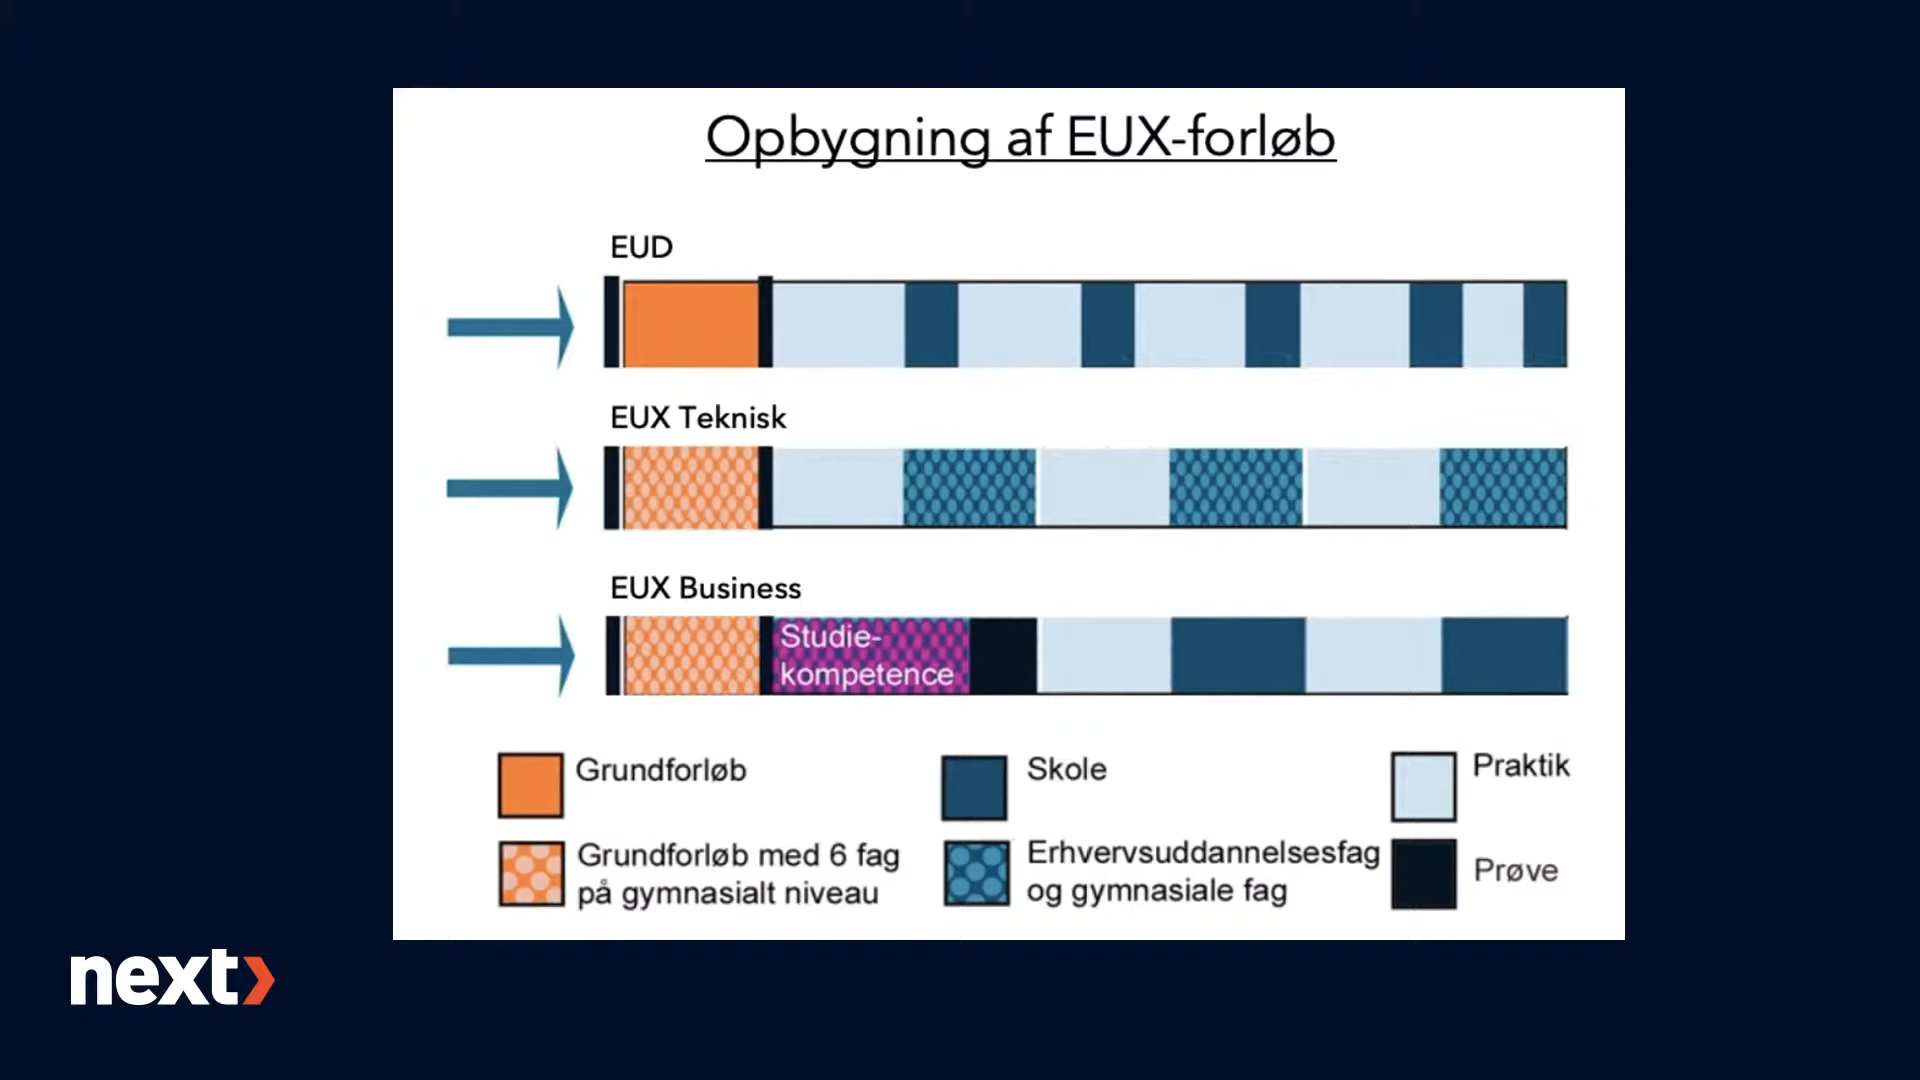 Opbygning af EUX-forløb
EUD
EUX Teknisk
EUX Business
Studie-
kompetence
Grundforløb
Skole
Praktik
Grundforløb med 6 fag
på gymnasialt niveau
Erhvervsuddannelsesfag
og gymnasiale fag
Prøve
next